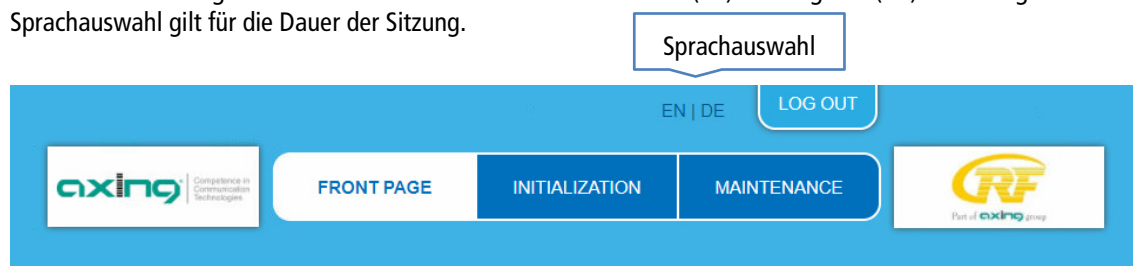 Sprachauswahl gilt für die Dauer der Sitzung.
Sprachauswahl
EN | DE
LOG OUT
axing
Competence in
Communication
Technologies
FRONT PAGE
INITIALIZATION
MAINTENANCE
CRF
Part of axing group